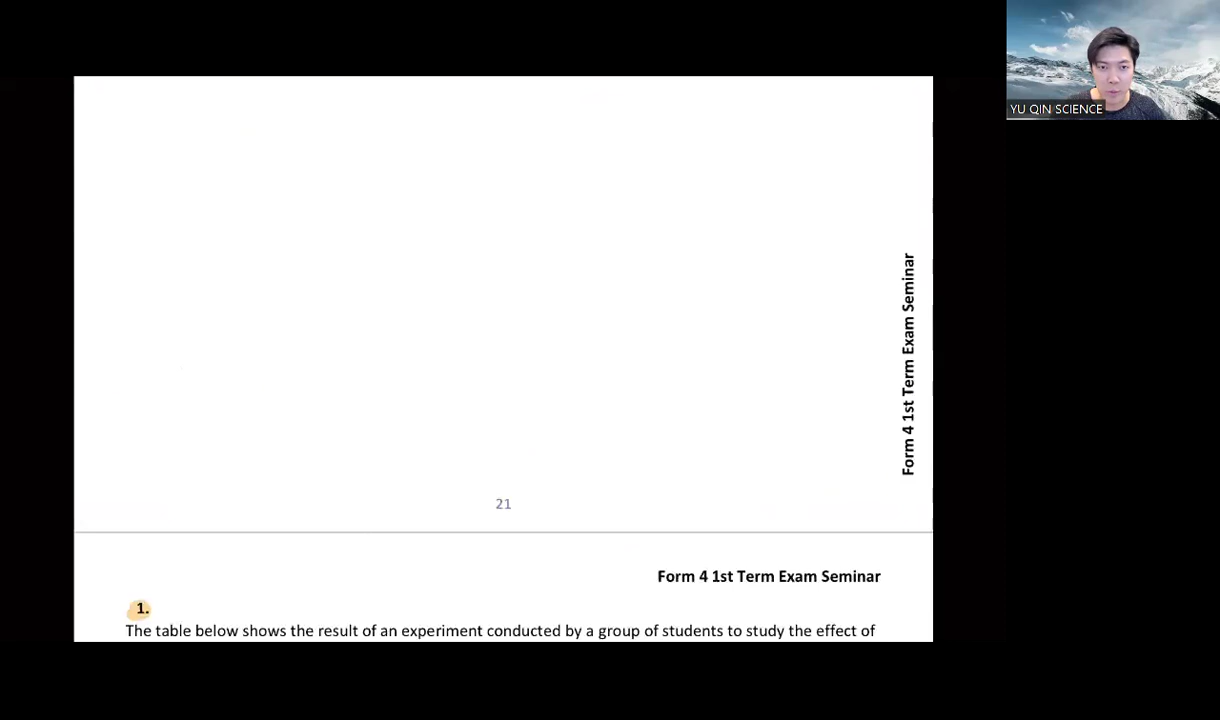 YU QIN SCIENCE
Form 4 1st Term Exam Seminar
21
Form 4 1st Term Exam Seminar
1.
The table below shows the result of an experiment conducted by a group of students to study the effect of